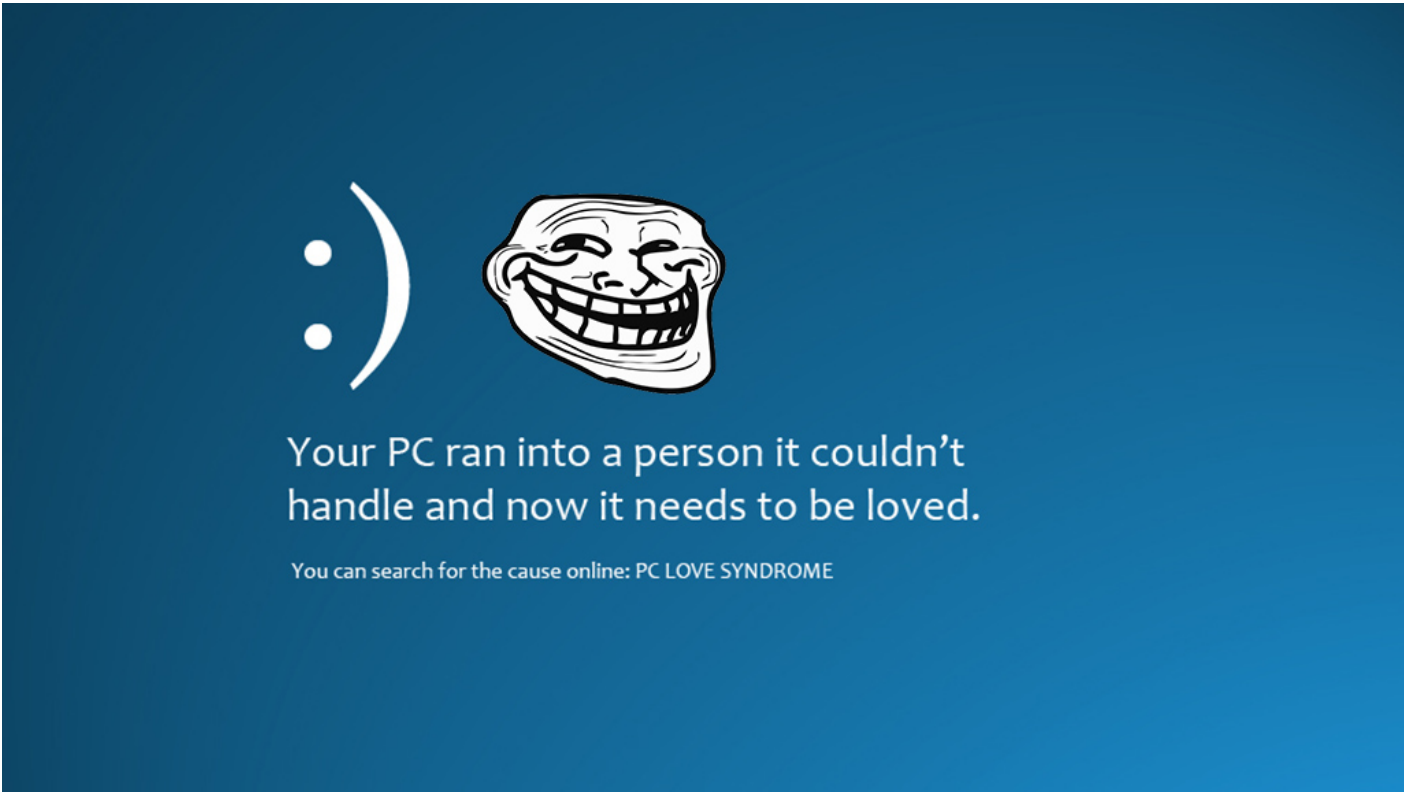 :)
Your PC ran into a person it couldn’t
handle and now it needs to be loved.
You can search for the cause online: PC LOVE SYNDROME